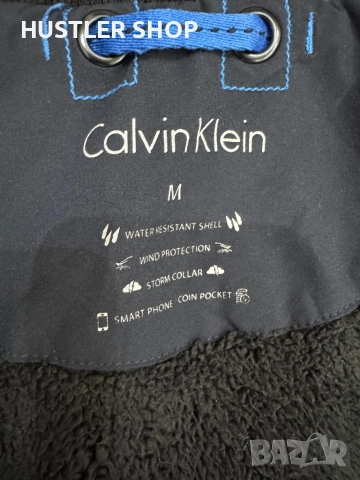 HUSTLER SHOP
Calvin Klein
M
WATER RESISTANT SHELL
WIND PROTECTION
STORM COLLAR
SMART PHONE · COIN POCKET
bazar